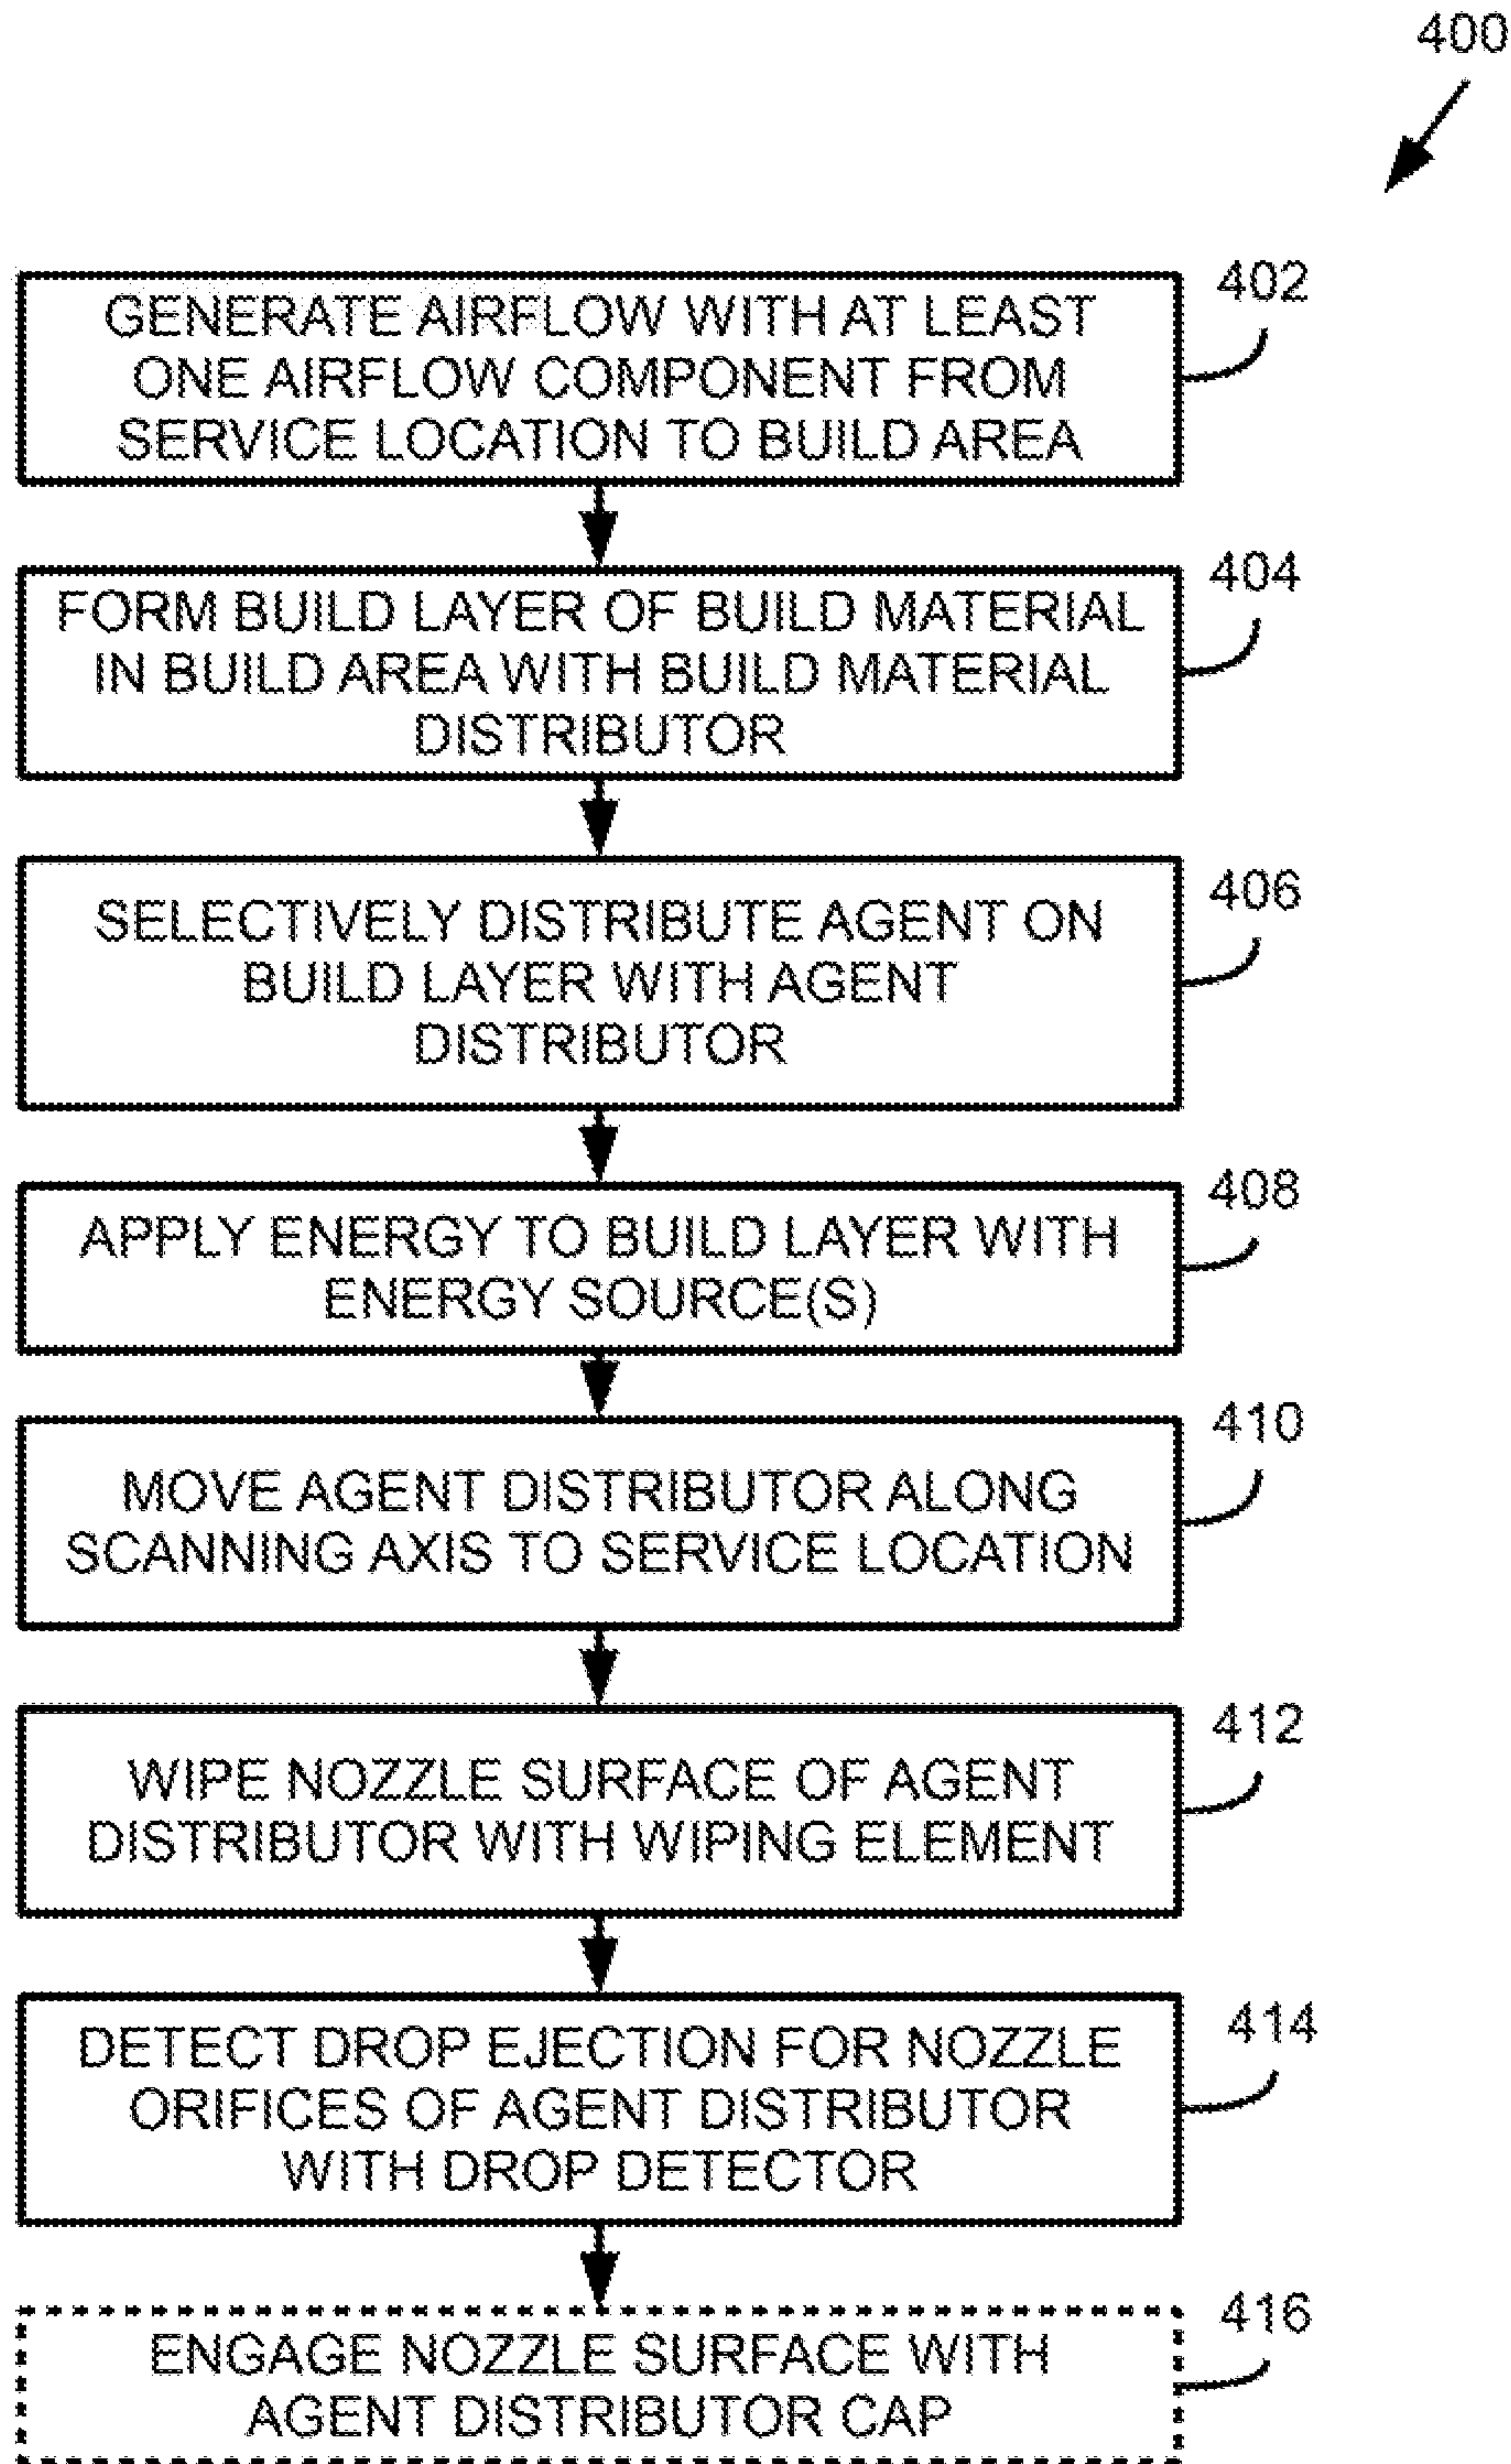 400
GENERATE AIRFLOW WITH AT LEAST
ONE AIRFLOW COMPONENT FROM
SERVICE LOCATION TO BUILD AREA
402
FORM BUILD LAYER OF BUILD MATERIAL
IN BUILD AREA WITH BUILD MATERIAL
DISTRIBUTOR
404
SELECTIVELY DISTRIBUTE AGENT ON
BUILD LAYER WITH AGENT
DISTRIBUTOR
406
APPLY ENERGY TO BUILD LAYER WITH
ENERGY SOURCE(S)
408
MOVE AGENT DISTRIBUTOR ALONG
SCANNING AXIS TO SERVICE LOCATION
410
WIPE NOZZLE SURFACE OF AGENT
DISTRIBUTOR WITH WIPING ELEMENT
412
DETECT DROP EJECTION FOR NOZZLE
ORIFICES OF AGENT DISTRIBUTOR
WITH DROP DETECTOR
414
ENGAGE NOZZLE SURFACE WITH
AGENT DISTRIBUTOR CAP
416